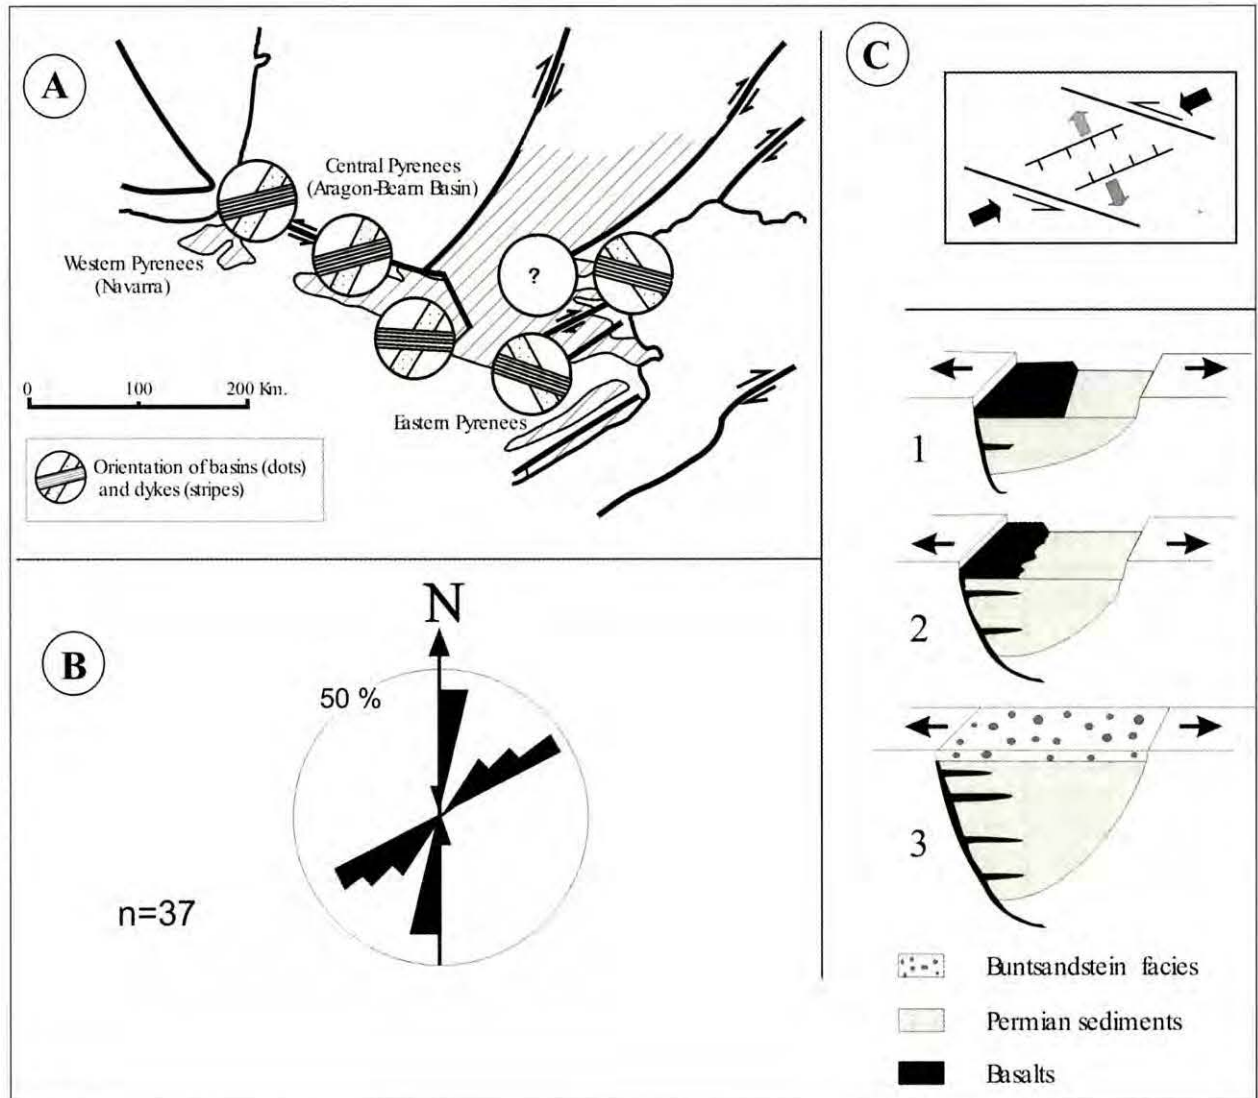 A
Central Pyrenees
(Aragon-Bearn Basin)
Western Pyrenees
(Navarra)
?
0 100 200 Km.
Eastern Pyrenees
Orientation of basins (dots)
and dykes (stripes)
B
N
50 %
n=37
C
1
2
3
Buntsandstein facies
Permian sediments
Basalts